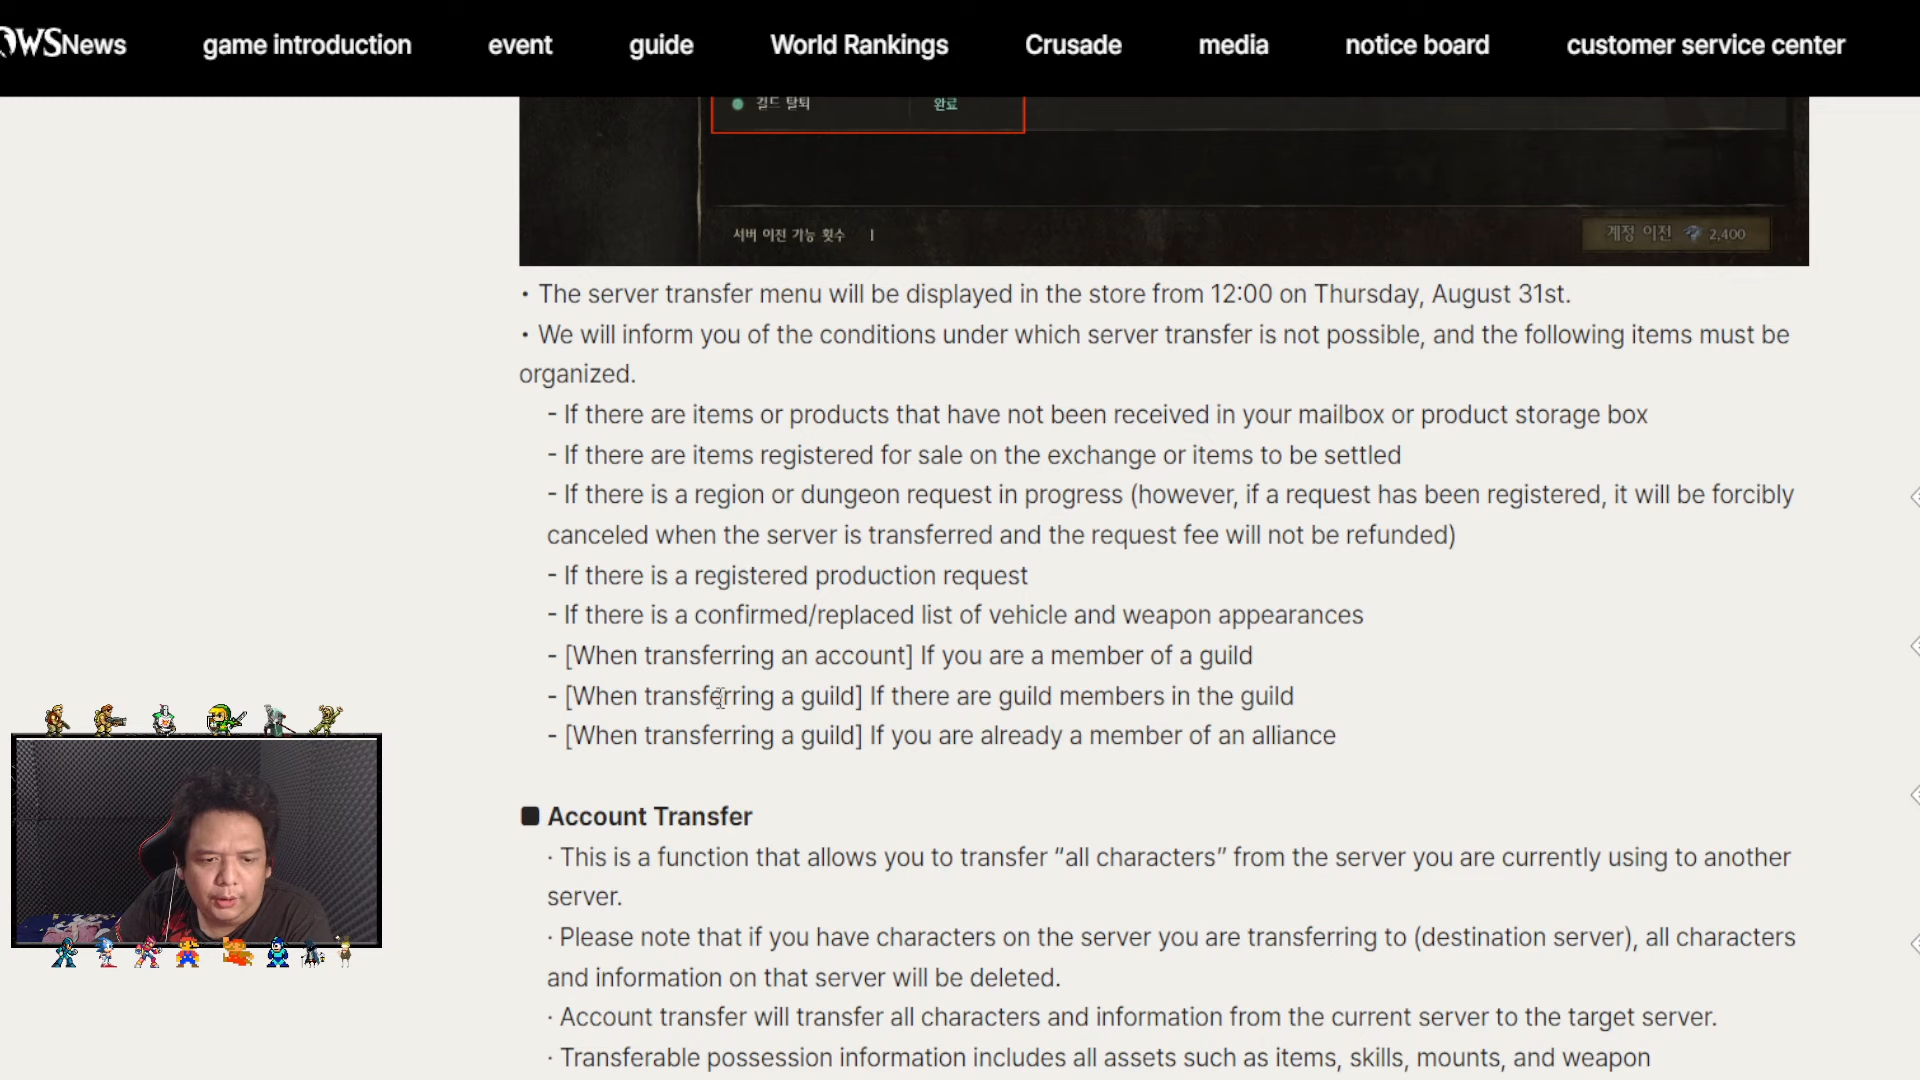 OWS News game introduction event guide World Rankings Crusade media notice board customer service center
길드 탈퇴 완료
서버 이전 가능 횟수 1 계정 이전 2,400
• The server transfer menu will be displayed in the store from 12:00 on Thursday, August 31st.
• We will inform you of the conditions under which server transfer is not possible, and the following items must be
organized.
- If there are items or products that have not been received in your mailbox or product storage box
- If there are items registered for sale on the exchange or items to be settled
- If there is a region or dungeon request in progress (however, if a request has been registered, it will be forcibly
canceled when the server is transferred and the request fee will not be refunded)
- If there is a registered production request
- If there is a confirmed/replaced list of vehicle and weapon appearances
- [When transferring an account] If you are a member of a guild
- [When transferring a guild] If there are guild members in the guild
- [When transferring a guild] If you are already a member of an alliance
■ Account Transfer
· This is a function that allows you to transfer “all characters” from the server you are currently using to another
server.
· Please note that if you have characters on the server you are transferring to (destination server), all characters
and information on that server will be deleted.
· Account transfer will transfer all characters and information from the current server to the target server.
· Transferable possession information includes all assets such as items, skills, mounts, and weapon